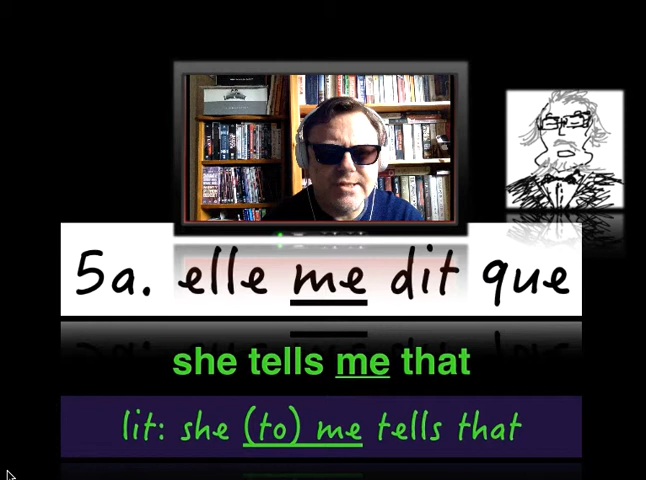 5a. elle me dit que
she tells me that
lit: she (to) me tells that